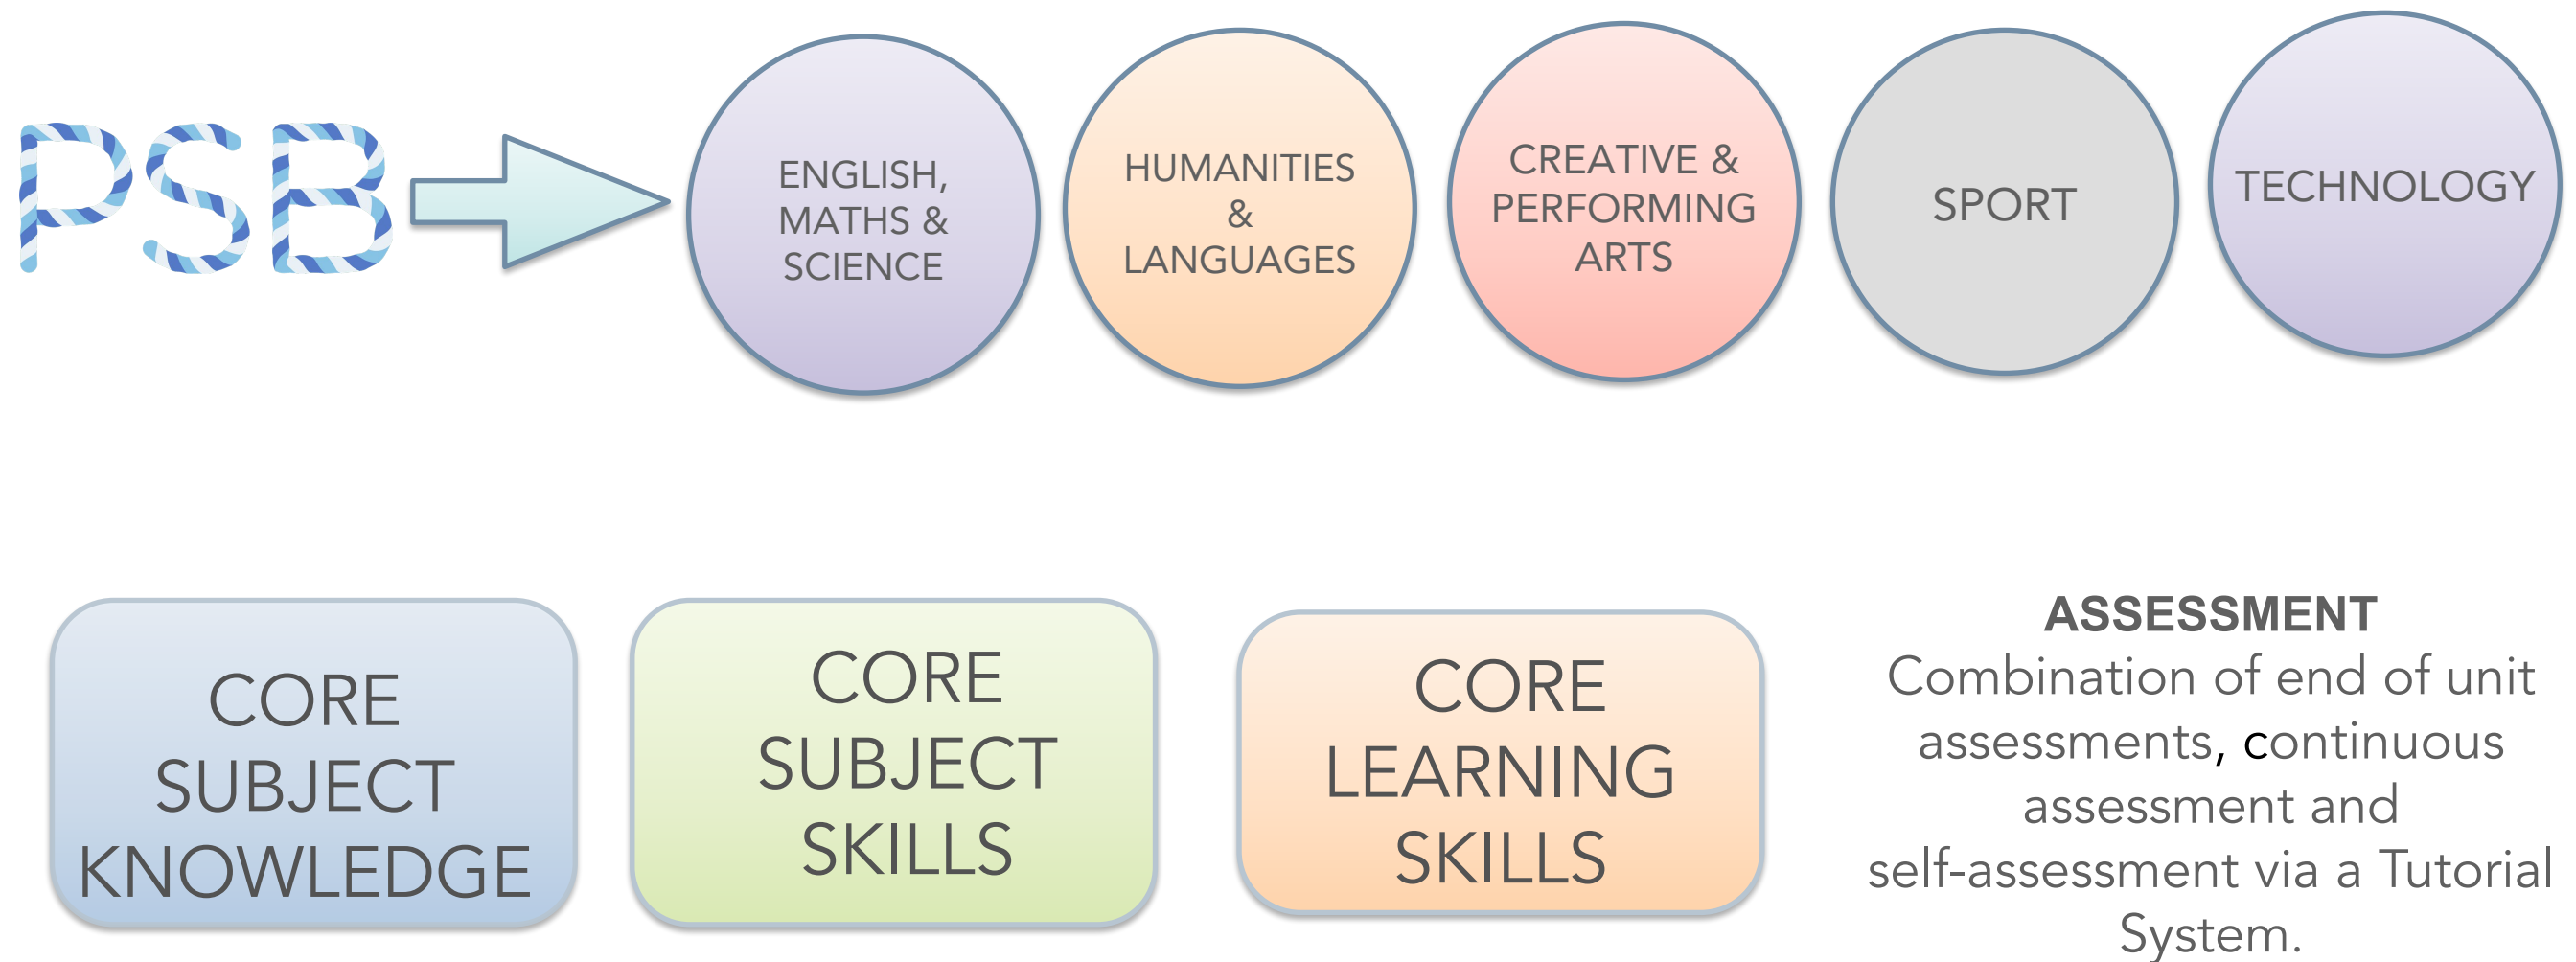 PSB
ENGLISH,
MATHS &
SCIENCE
HUMANITIES
&
LANGUAGES
CREATIVE &
PERFORMING
ARTS
SPORT
TECHNOLOGY
CORE
SUBJECT
KNOWLEDGE
CORE
SUBJECT
SKILLS
CORE
LEARNING
SKILLS
ASSESSMENT
Combination of end of unit
assessments, continuous
assessment and
self-assessment via a Tutorial
System.